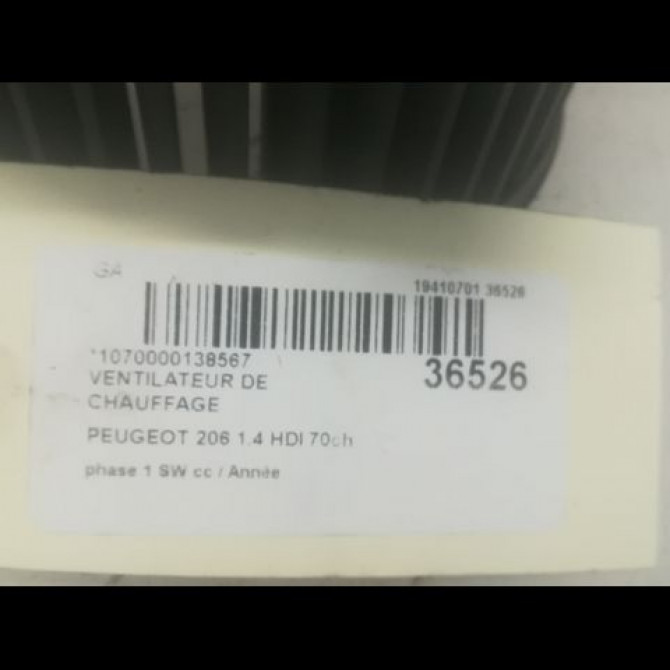 GA
19410701 36526
*1070000138567
36526
VENTILATEUR DE
CHAUFFAGE
PEUGEOT 206 1.4 HDI 70ch
phase 1 SW cc / Année